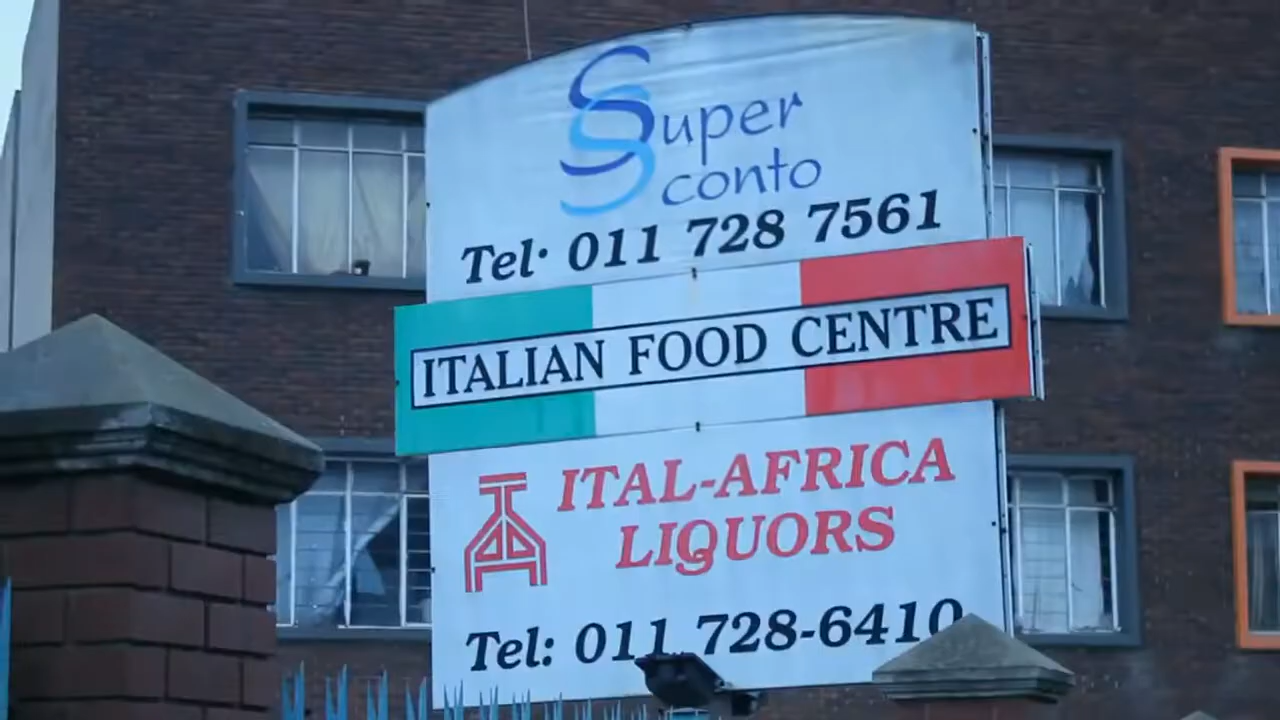 Super
Sconto
Tel: 011 728 7561
ITALIAN FOOD CENTRE
ITAL-AFRICA
LIQUORS
Tel: 011 728-6410